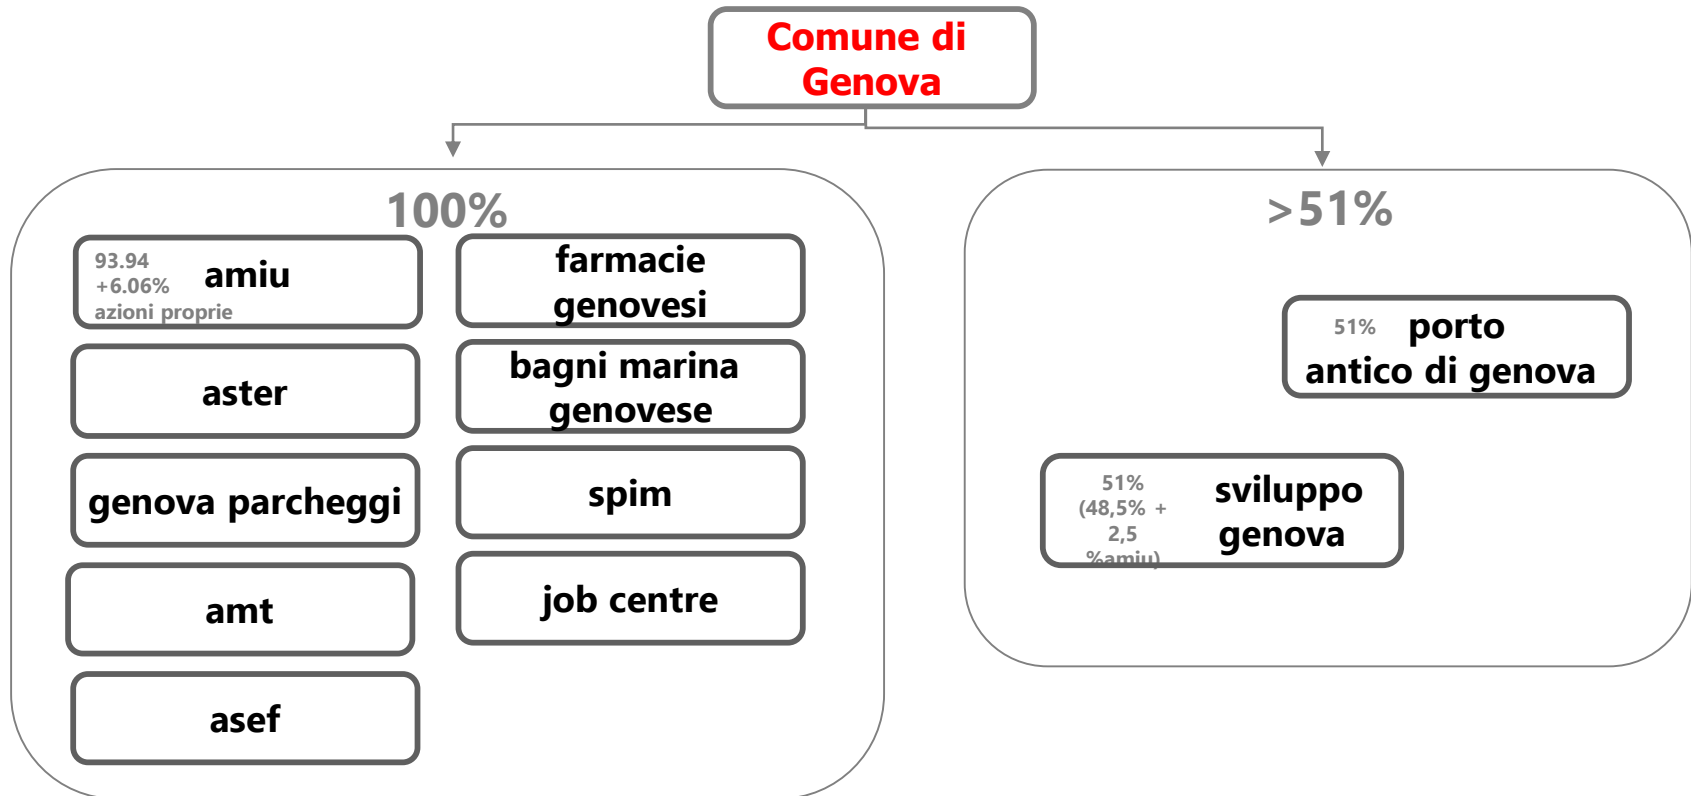 Comune di
Genova
100%
93.94
+6.06%
azioni proprie
amiu
aster
genova parcheggi
amt
asef
farmacie
genovesi
bagni marina
genovese
spim
job centre
>51%
51% porto
antico di genova
51%
(48,5% +
2,5
%amiu)
sviluppo
genova